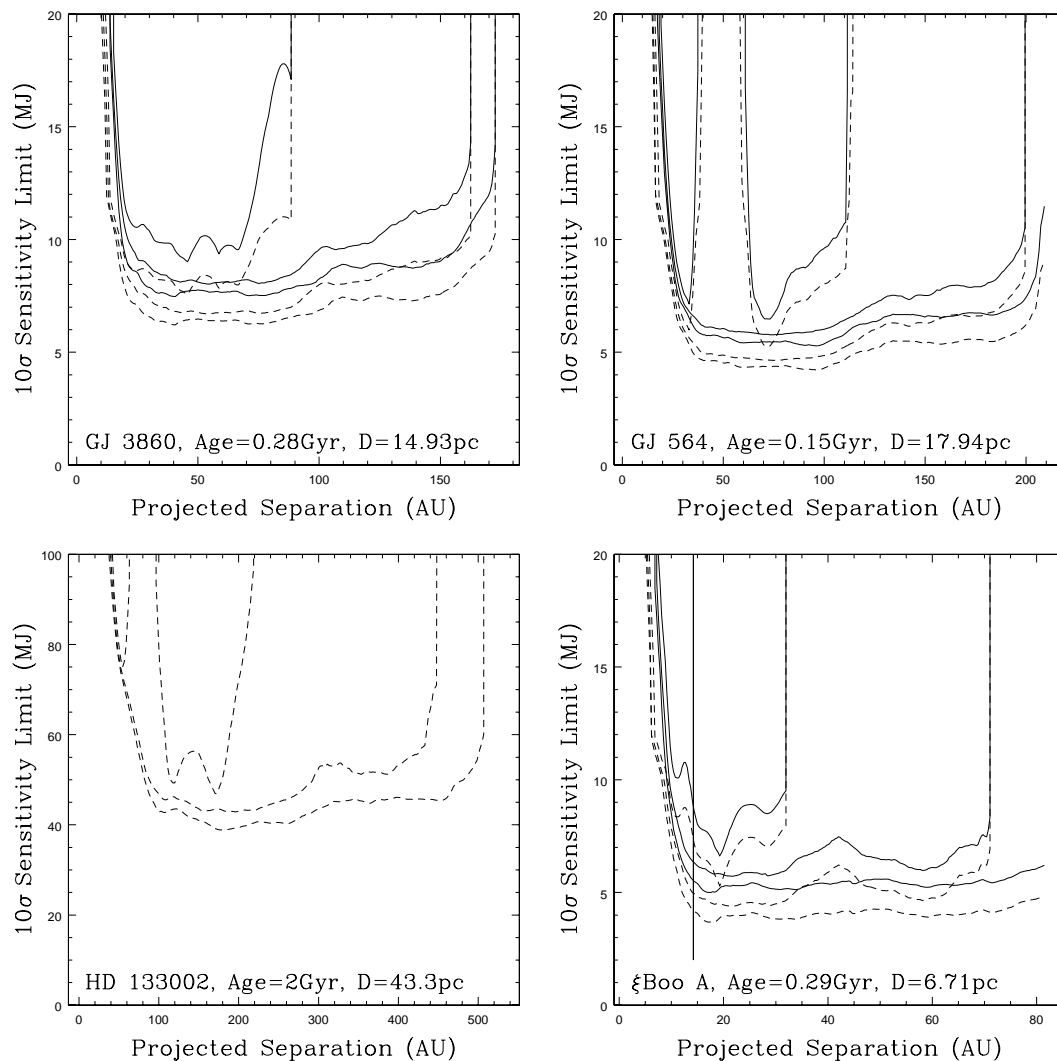 20
15
10
5
0
10σ Sensitivity Limit (MJ)
GJ 3860, Age=0.28Gyr, D=14.93pc
0 50 100 150
Projected Separation (AU)
20
15
10
5
0
10σ Sensitivity Limit (MJ)
GJ 564, Age=0.15Gyr, D=17.94pc
0 50 100 150 200
Projected Separation (AU)
100
80
60
40
20
0
10σ Sensitivity Limit (MJ)
HD 133002, Age=2Gyr, D=43.3pc
0 100 200 300 400 500
Projected Separation (AU)
20
15
10
5
0
10σ Sensitivity Limit (MJ)
ξBoo A, Age=0.29Gyr, D=6.71pc
0 20 40 60 80
Projected Separation (AU)